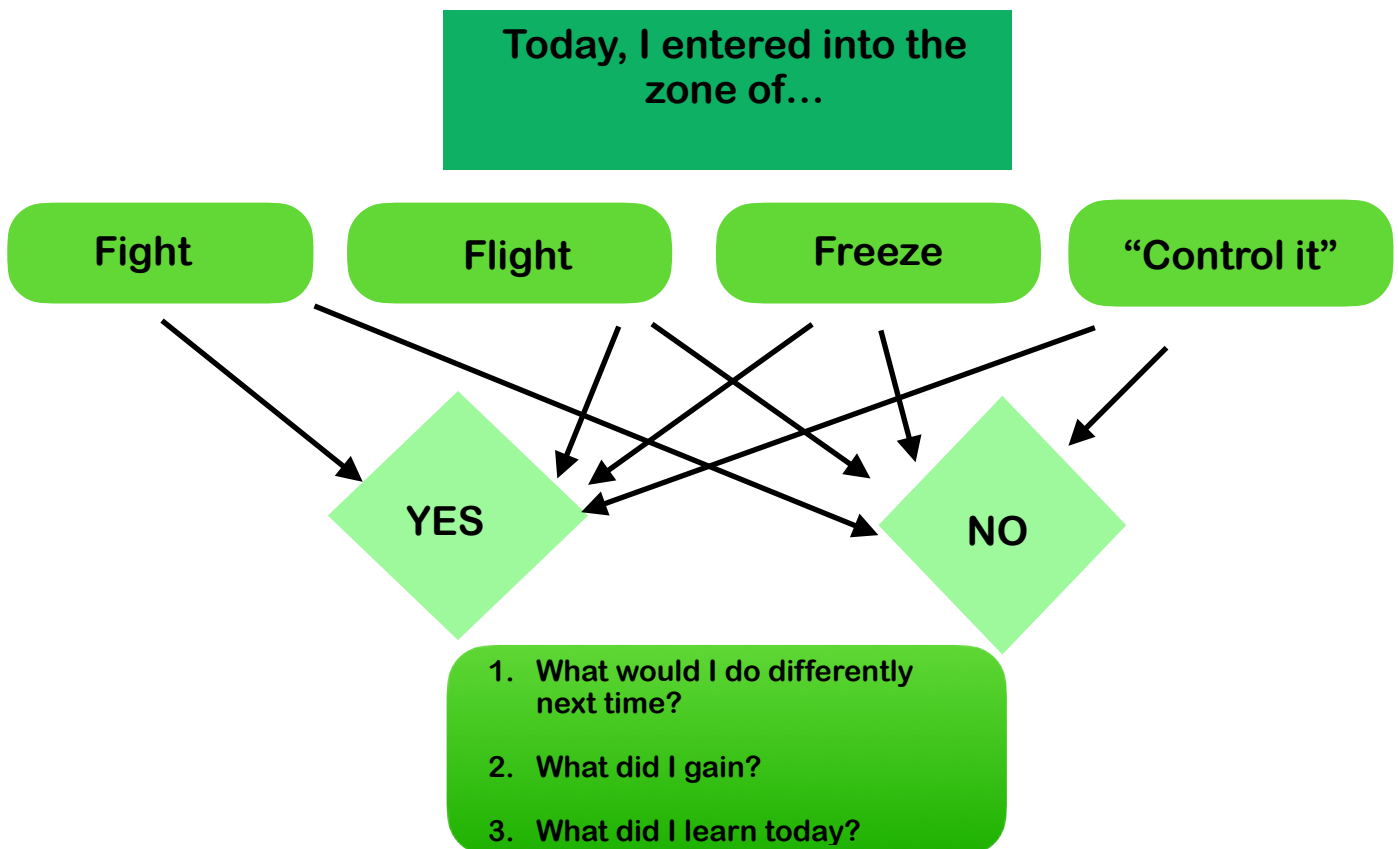 Today, I entered into the
zone of…
Fight
Flight
Freeze
“Control it”
YES
NO
1. What would I do differently
next time?
2. What did I gain?
3. What did I learn today?